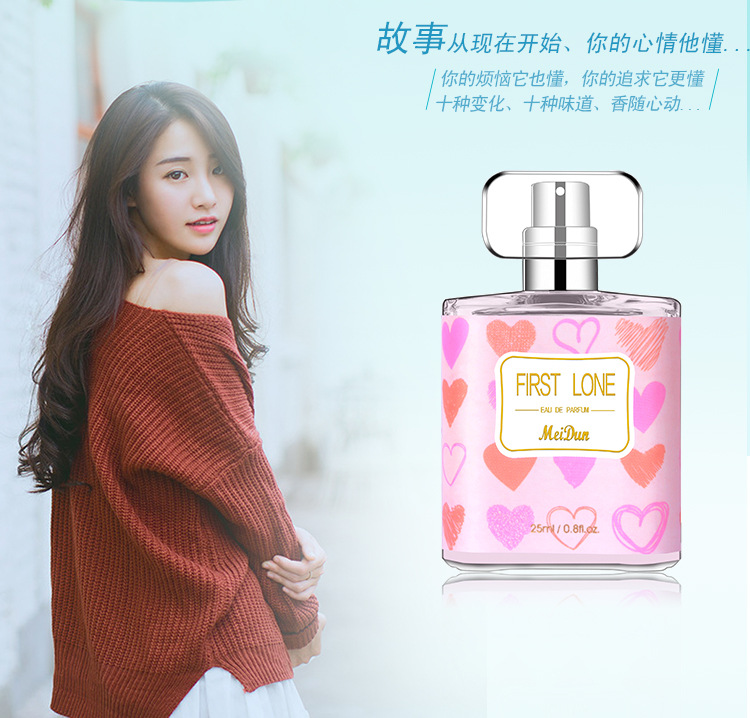 故事从现在开始、你的心情他懂...
你的烦恼它也懂，你的追求它更懂
十种变化、十种味道、香随心动...
FIRST LONE
EAU DE PARFUM
MeiDun
25ml / 0.8fl.oz.